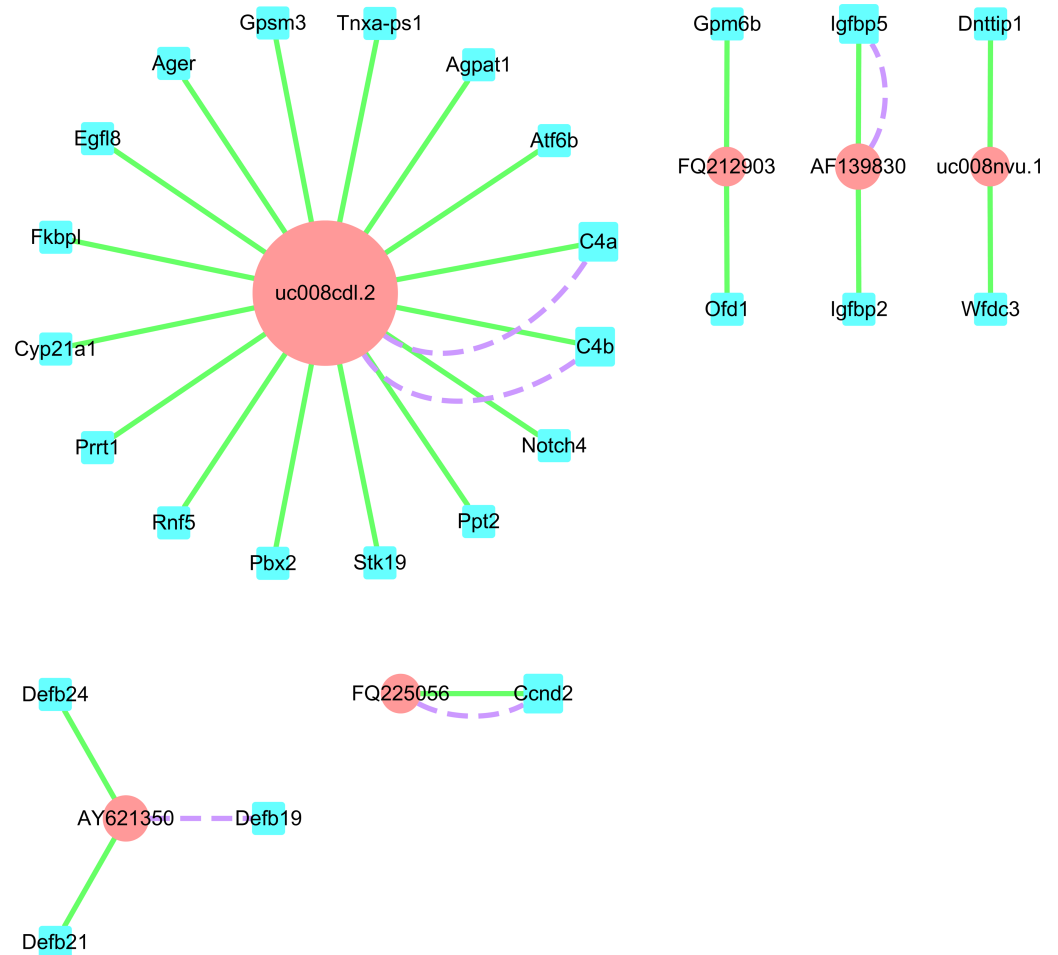 Gpsm3
Tnxa-ps1
Ager
Agpat1
Egfl8
Atf6b
Fkbpl
C4a
uc008cdl.2
Cyp21a1
C4b
Prrt1
Notch4
Rnf5
Ppt2
Pbx2
Stk19
Gpm6b
Igfbp5
Dnttip1
FQ212903
AF139830
uc008nvu.1
Ofd1
Igfbp2
Wfdc3
Defb24
AY621350
Defb19
Defb21
FQ225056
Ccnd2